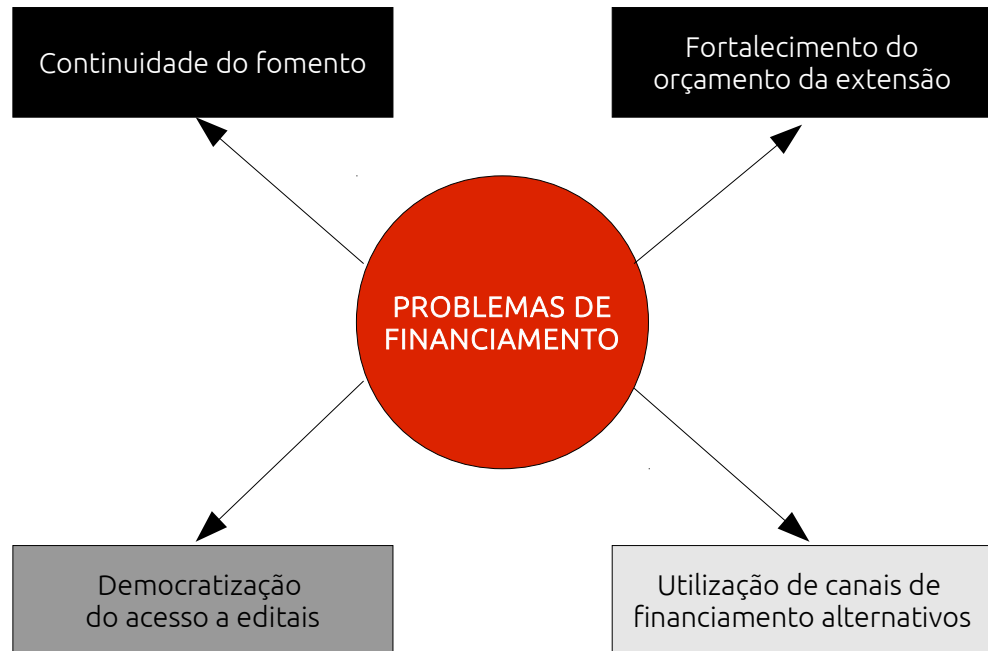 Continuidade do fomento
Fortalecimento do
orçamento da extensão
PROBLEMAS DE
FINANCIAMENTO
Democratização
do acesso a editais
Utilização de canais de
financiamento alternativos